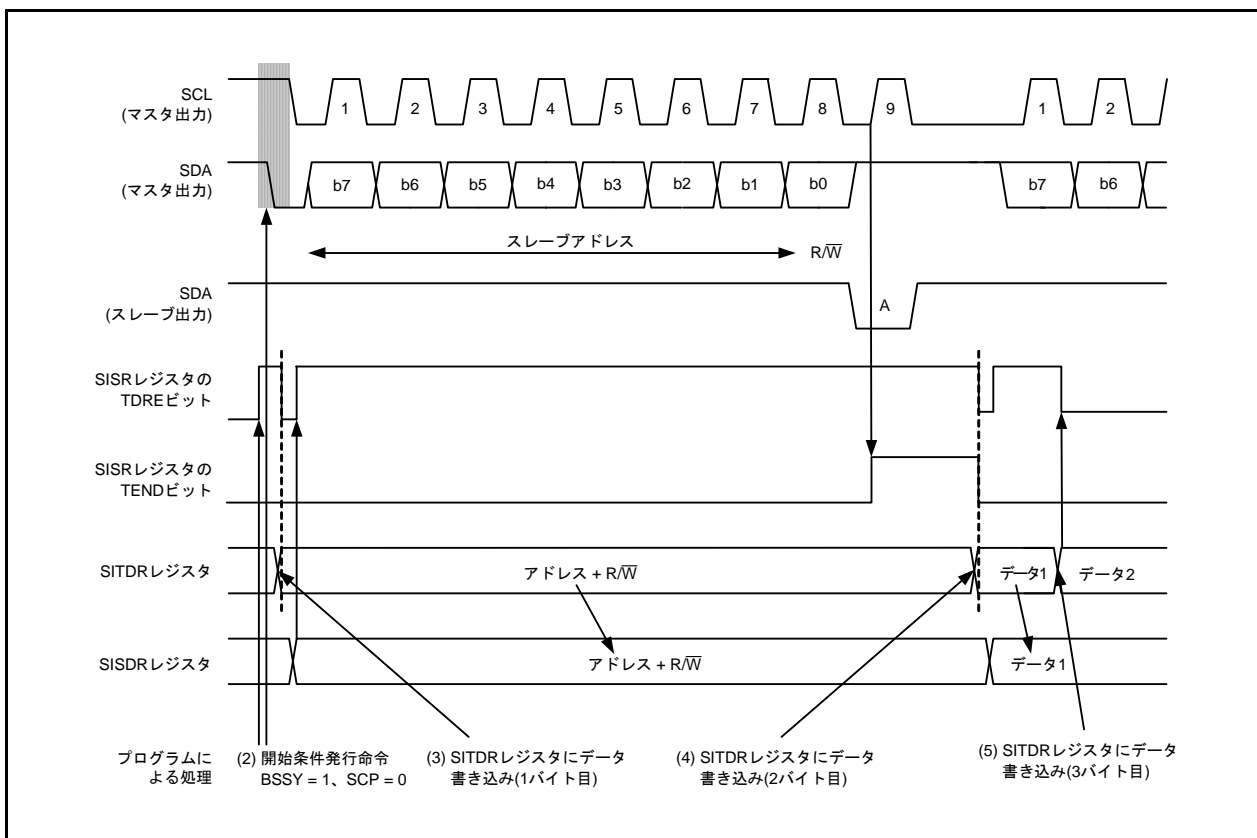 SCL
(マスタ出力)
1 2 3 4 5 6 7 8 9 1 2
SDA
(マスタ出力)
b7 b6 b5 b4 b3 b2 b1 b0 b7 b6
スレーブアドレス
R/W̅
SDA
(スレーブ出力)
A
SISRレジスタの
TDREビット
SISRレジスタの
TENDビット
SITDRレジスタ
アドレス + R/W̅
データ1
データ2
SISDRレジスタ
アドレス + R/W̅
データ1
プログラムに
よる処理
(2) 開始条件発行命令
BSSY = 1、SCP = 0
(3) SITDRレジスタにデータ
書き込み(1バイト目)
(4) SITDRレジスタにデータ
書き込み(2バイト目)
(5) SITDRレジスタにデータ
書き込み(3バイト目)